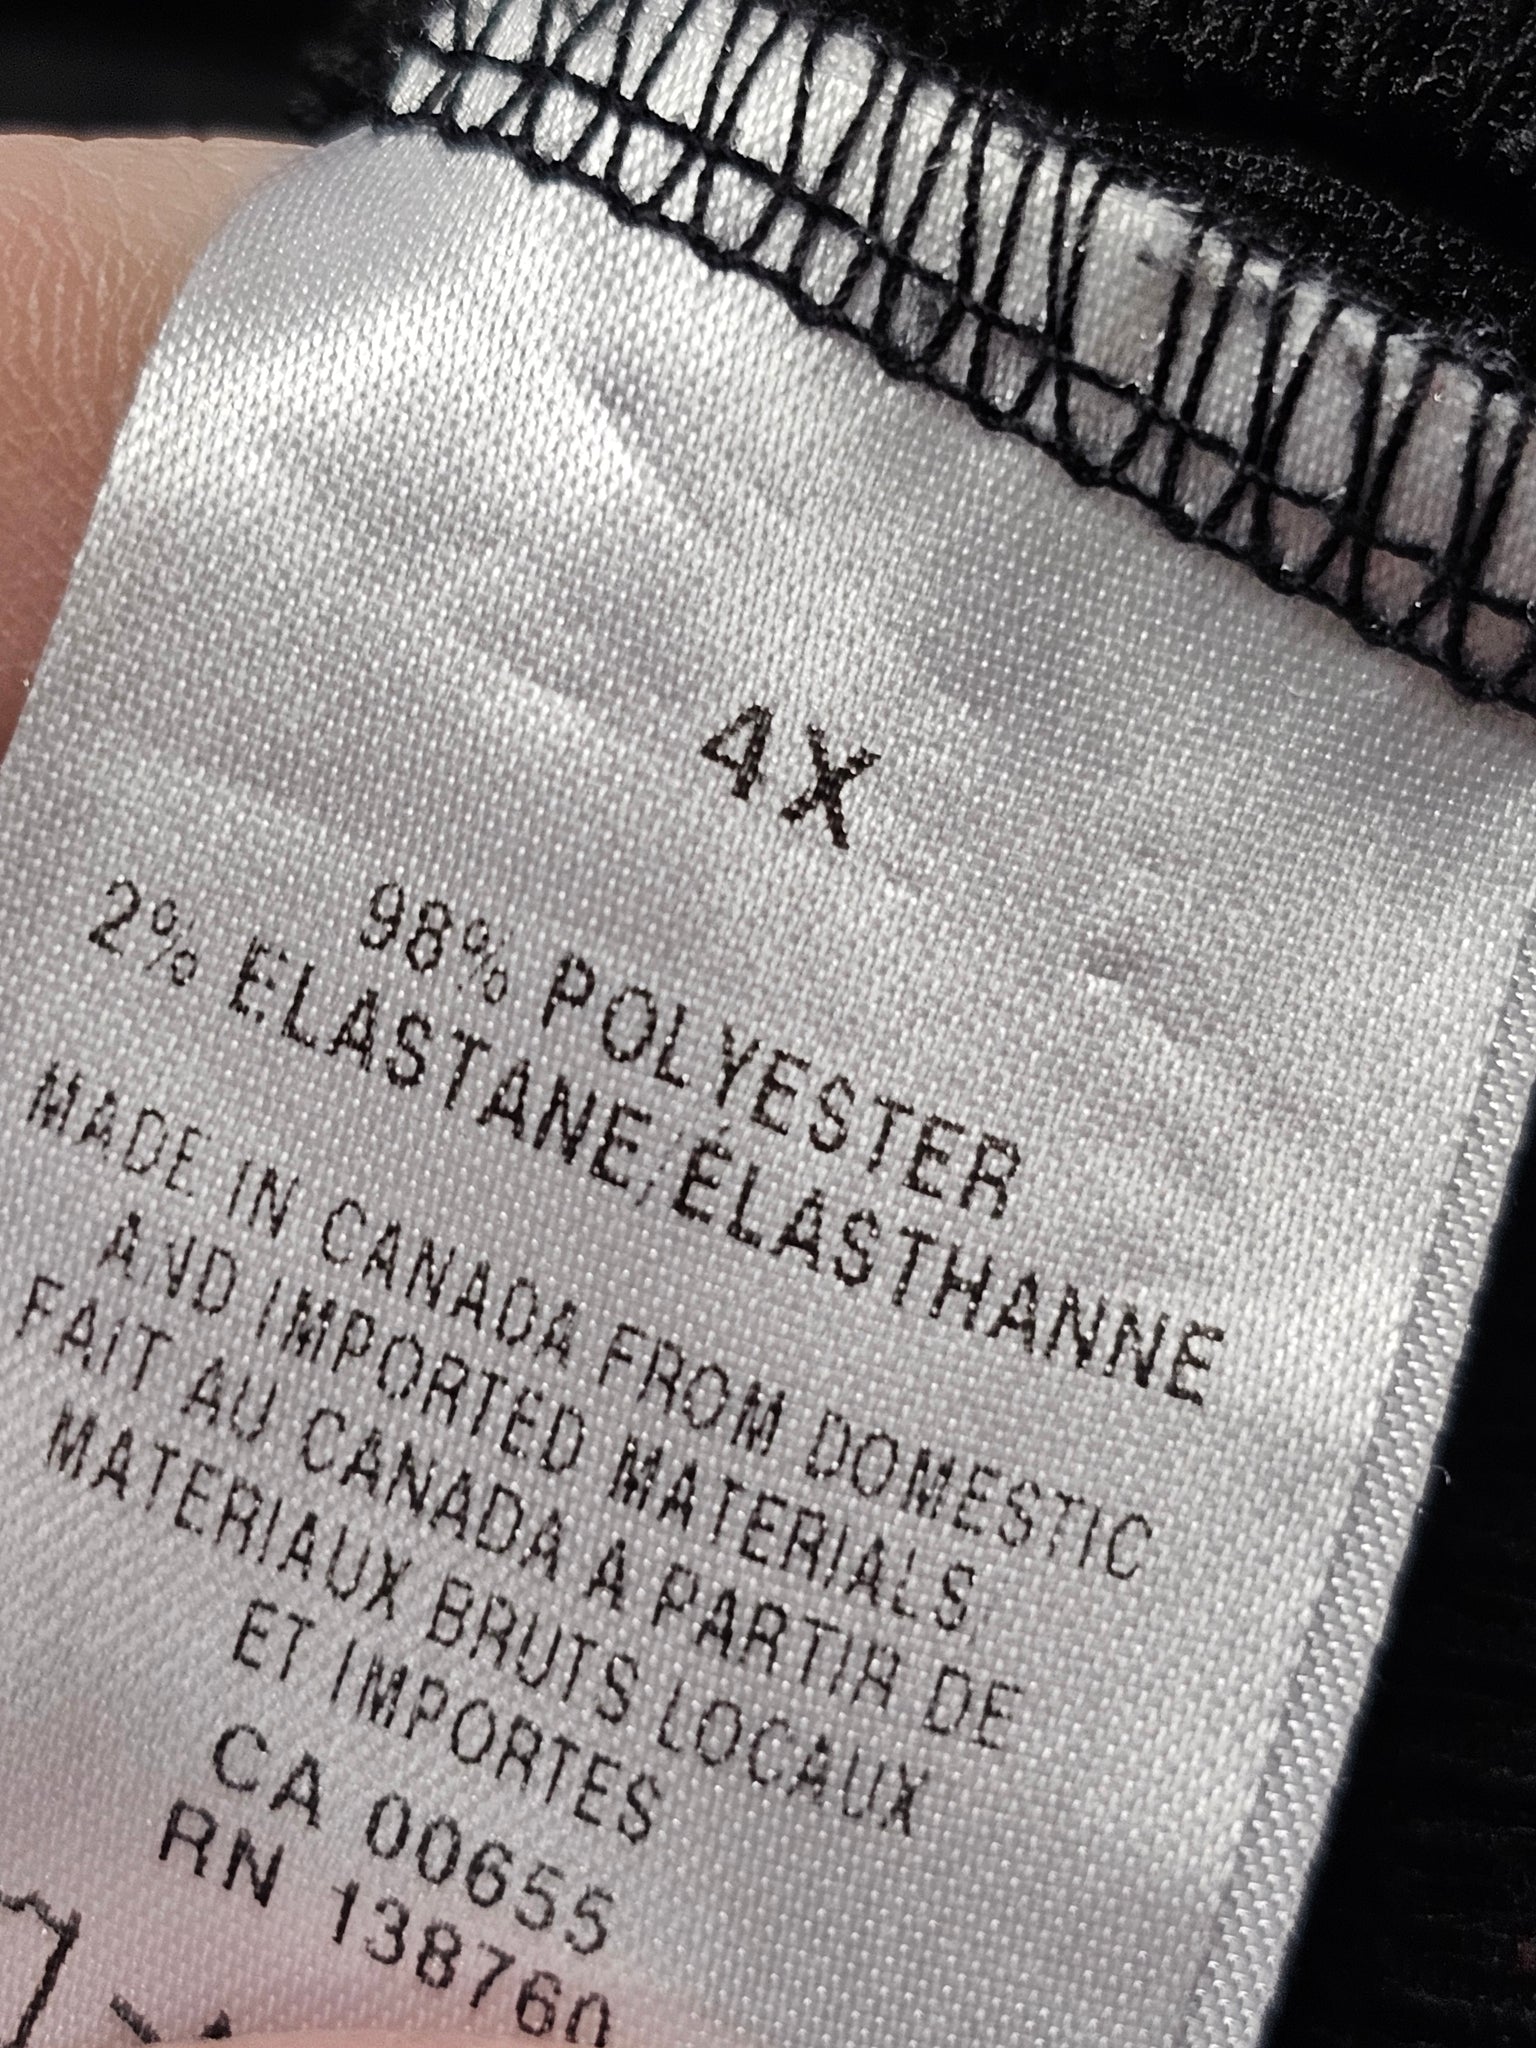 4X
98% POLYESTER
2% ELASTANE/ÉLASTHANNE
MADE IN CANADA FROM DOMESTIC
AND IMPORTED MATERIALS
FAIT AU CANADA A PARTIR DE
MATERIAUX BRUTS LOCAUX
ET IMPORTES
CA 00655
RN 138760